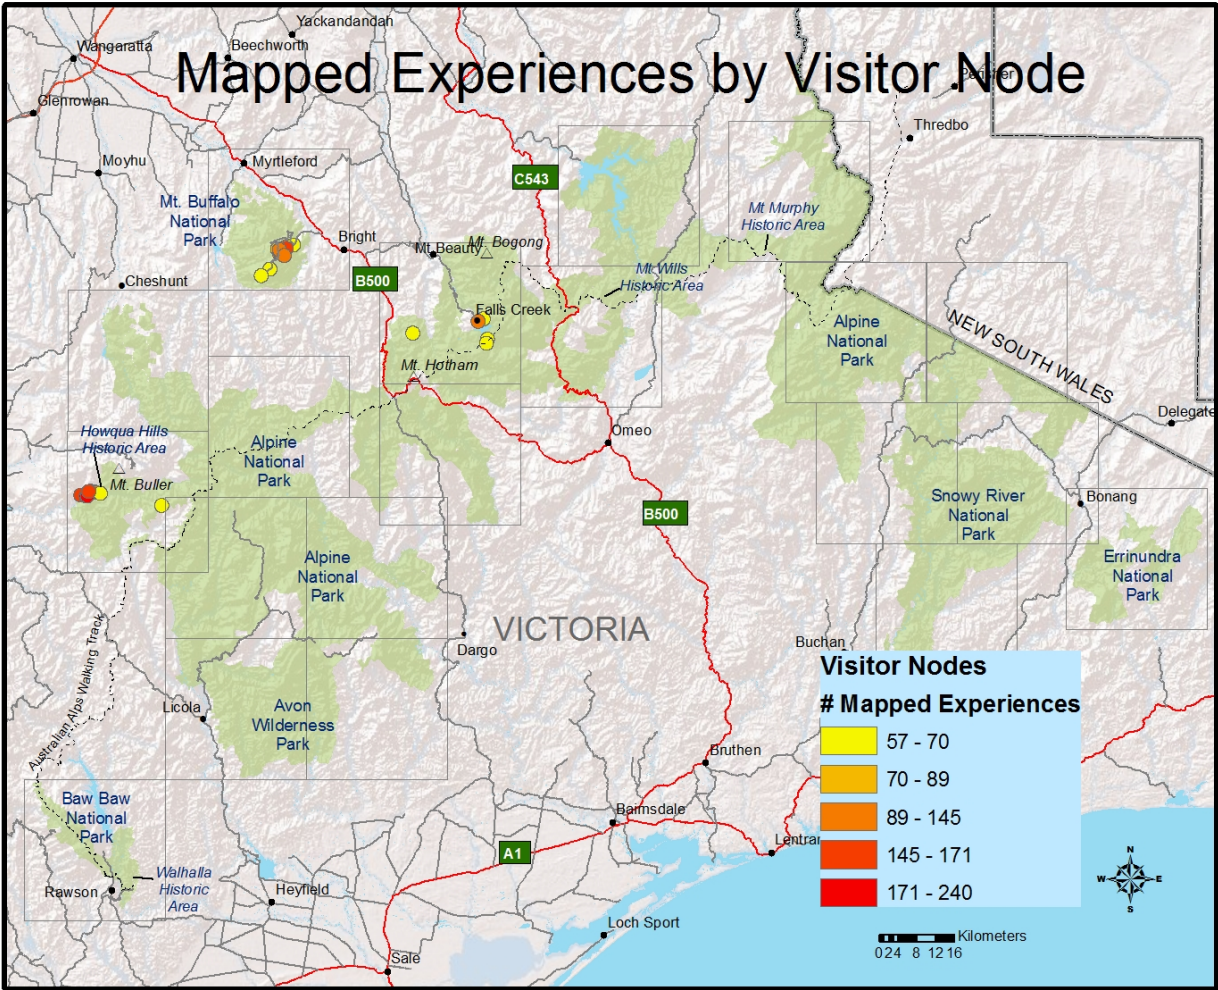 Yackandandah
Wangaratta
Beechworth
Mapped Experiences by Visitor Node
Perisher
Glenrowan
Thredbo
Moyhu
Myrtleford
C543
Mt. Buffalo
National
Park
Mt Murphy
Historic Area
Bright
Mt.Beauty
Mt. Bogong
B500
Cheshunt
Mt Wills
Historic Area
Falls Creek
Alpine
National
Park
NEW SOUTH WALES
Mt. Hotham
Delegate
Howqua Hills
Historic Area
Alpine
National
Park
Omeo
Mt. Buller
Snowy River
National
Park
Bonang
B500
Errinundra
National
Park
Alpine
National
Park
Australian Alps Walking Track
VICTORIA
Dargo
Buchan
Licola
Avon
Wilderness
Park
Visitor Nodes
# Mapped Experiences
57 - 70
70 - 89
89 - 145
145 - 171
171 - 240
Bruthen
Baw Baw
National
Park
Bairnsdale
Lentrar
A1
Walhalla
Historic
Area
Rawson
Heyfield
N
W E
S
Loch Sport
Kilometers
0 2 4 8 12 16
Sale